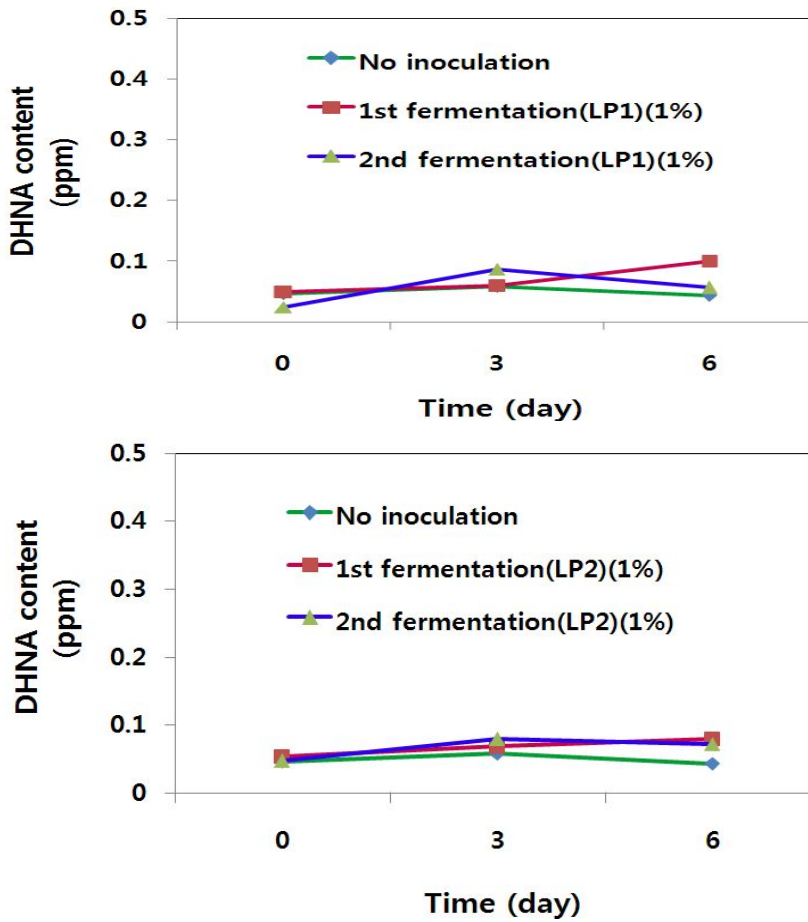 0.5
No inoculation
0.4
1st fermentation(LP1)(1%)
0.3
2nd fermentation(LP1)(1%)
0.2
0.1
0
DHNA content
(ppm)
0 3 6
Time (day)
0.5
No inoculation
0.4
1st fermentation(LP2)(1%)
0.3
2nd fermentation(LP2)(1%)
0.2
0.1
0
DHNA content
(ppm)
0 3 6
Time (day)